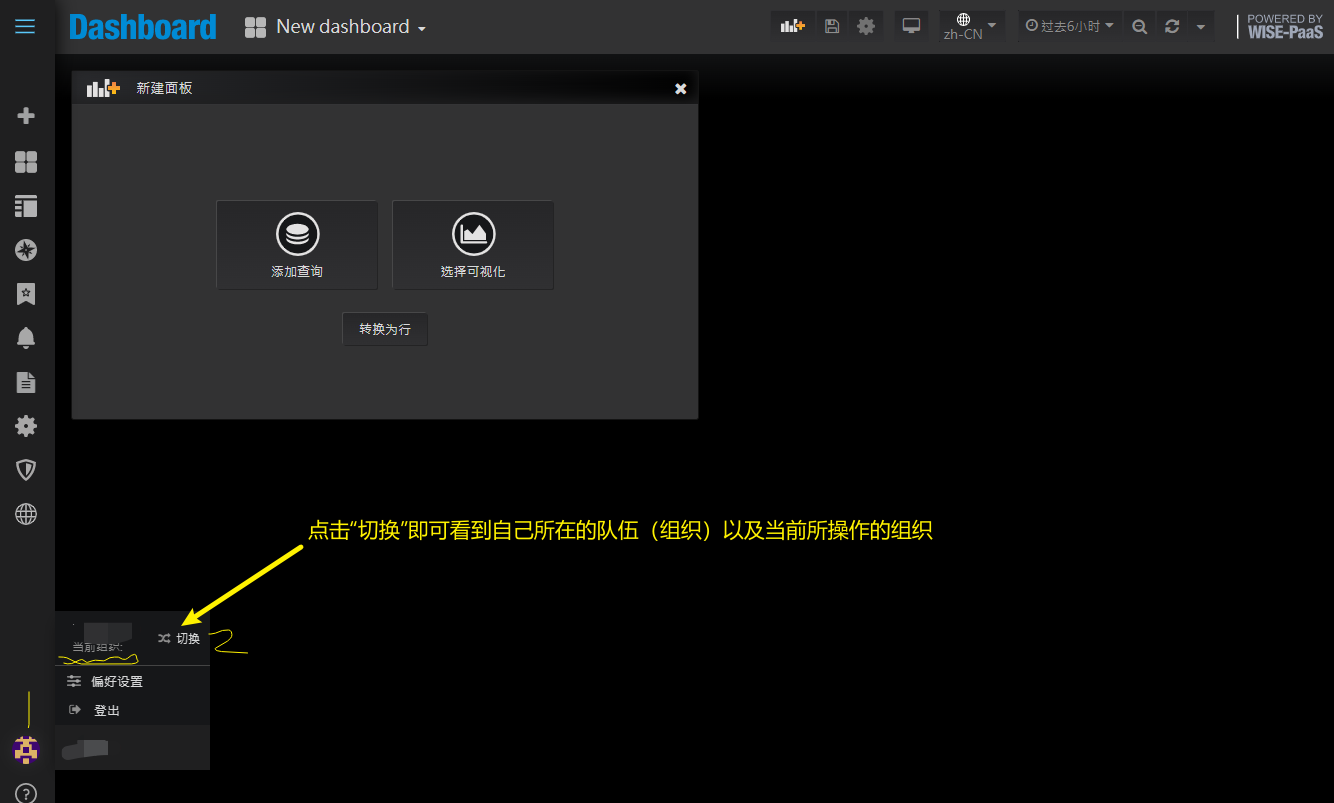 Dashboard
New dashboard
zh-CN
过去6小时
POWERED BY
WISE-PaaS
新建面板
添加查询
选择可视化
转换为行
点击“切换”即可看到自己所在的队伍（组织）以及当前所操作的组织
当前组织:
切换
2
偏好设置
登出